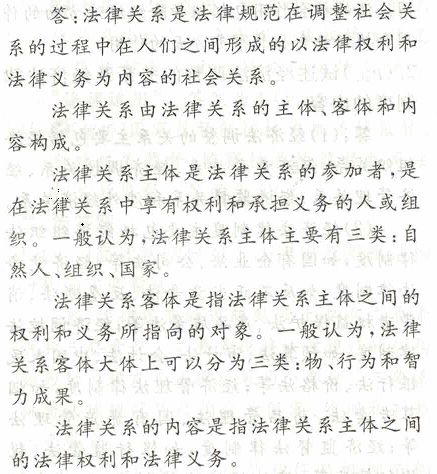 答:法律关系是法律规范在调整社会关
系的过程中在人们之间形成的以法律权利和
法律义务为内容的社会关系。
法律关系由法律关系的主体、客体和内
容构成。
法律关系主体是法律关系的参加者,是
在法律关系中享有权利和承担义务的人或组
织。一般认为,法律关系主体主要有三类:自
然人、组织、国家。
法律关系客体是指法律关系主体之间的
权利和义务所指向的对象。一般认为,法律
关系客体大体上可以分为三类:物、行为和智
力成果。
法律关系的内容是指法律关系主体之间
的法律权利和法律义务。